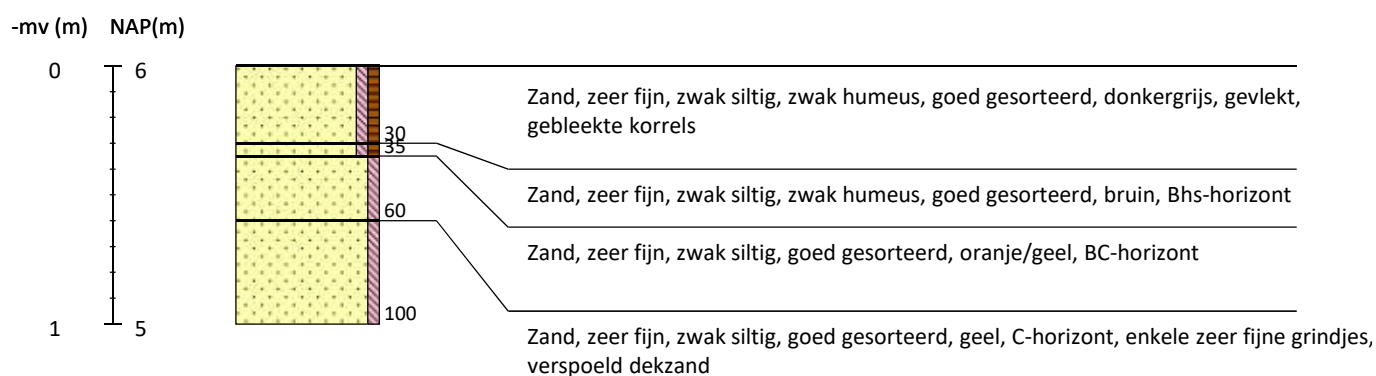 -mv (m) NAP(m)
0 6
Zand, zeer fijn, zwak siltig, zwak humeus, goed gesorteerd, donkergrijs, gevlekt,
gebleekte korrels
30
35
Zand, zeer fijn, zwak siltig, zwak humeus, goed gesorteerd, bruin, Bhs-horizont
60
Zand, zeer fijn, zwak siltig, goed gesorteerd, oranje/geel, BC-horizont
100
1 5
Zand, zeer fijn, zwak siltig, goed gesorteerd, geel, C-horizont, enkele zeer fijne grindjes,
verspoeld dekzand